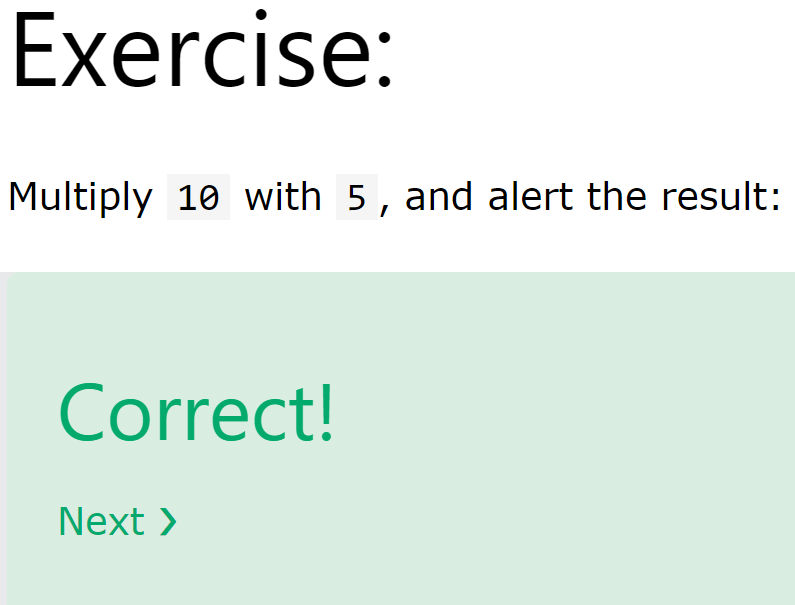 Exercise:
Multiply 10 with 5, and alert the result:
Correct!
Next ❯